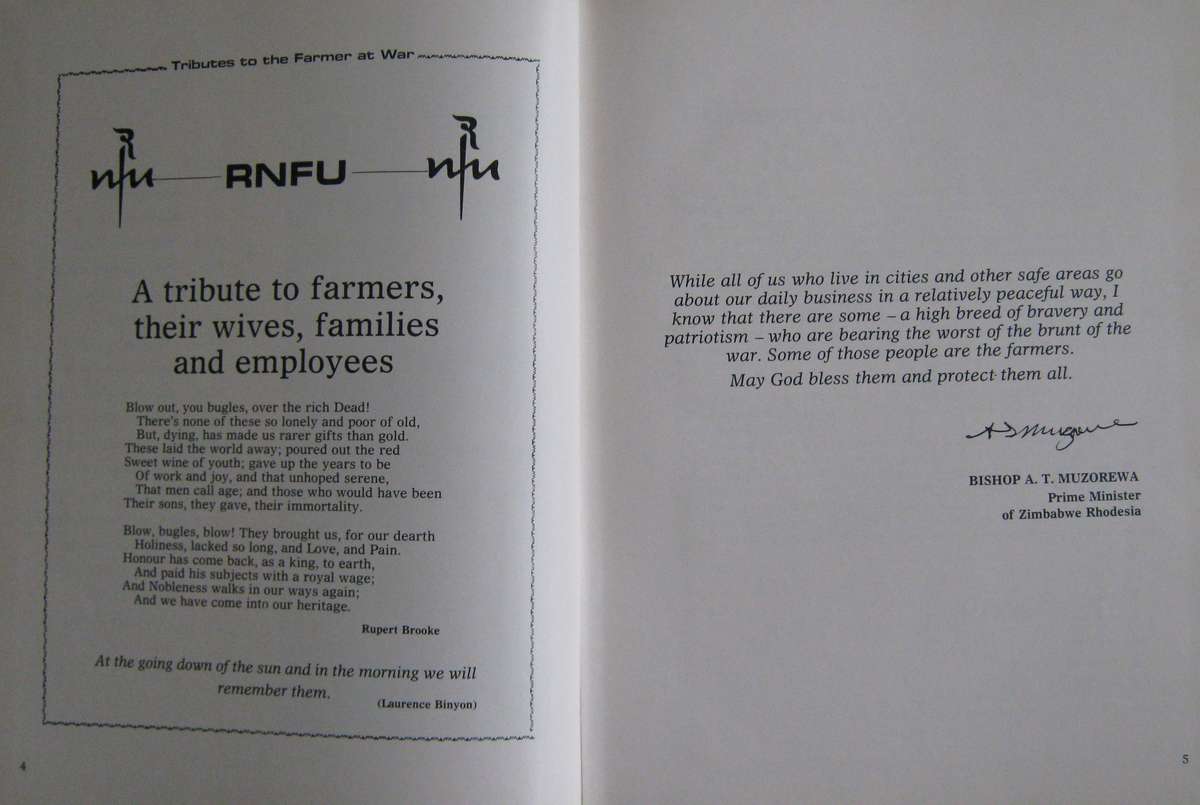 Tributes to the Farmer at War
Rnfu RNFU Rnfu
A tribute to farmers,
their wives, families
and employees
Blow out, you bugles, over the rich Dead!
There's none of these so lonely and poor of old,
But, dying, has made us rarer gifts than gold.
These laid the world away; poured out the red
Sweet wine of youth; gave up the years to be
Of work and joy, and that unhoped serene,
That men call age; and those who would have been
Their sons, they gave, their immortality.
Blow, bugles, blow! They brought us, for our dearth
Holiness, lacked so long, and Love, and Pain.
Honour has come back, as a king, to earth,
And paid his subjects with a royal wage;
And Nobleness walks in our ways again;
And we have come into our heritage.
Rupert Brooke
At the going down of the sun and in the morning we will
remember them.
(Laurence Binyon)
4
While all of us who live in cities and other safe areas go
about our daily business in a relatively peaceful way, I
know that there are some – a high breed of bravery and
patriotism – who are bearing the worst of the brunt of the
war. Some of those people are the farmers.
May God bless them and protect them all.
BISHOP A. T. MUZOREWA
Prime Minister
of Zimbabwe Rhodesia
5